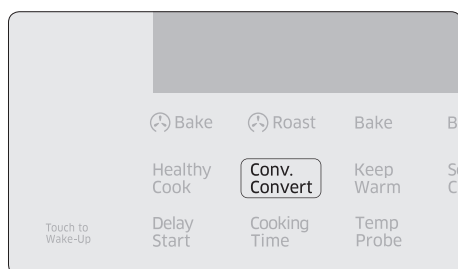 Bake Roast Bake B
Healthy Cook
Conv. Convert
Keep Warm
S C
Touch to Wake-Up
Delay Start
Cooking Time
Temp Probe